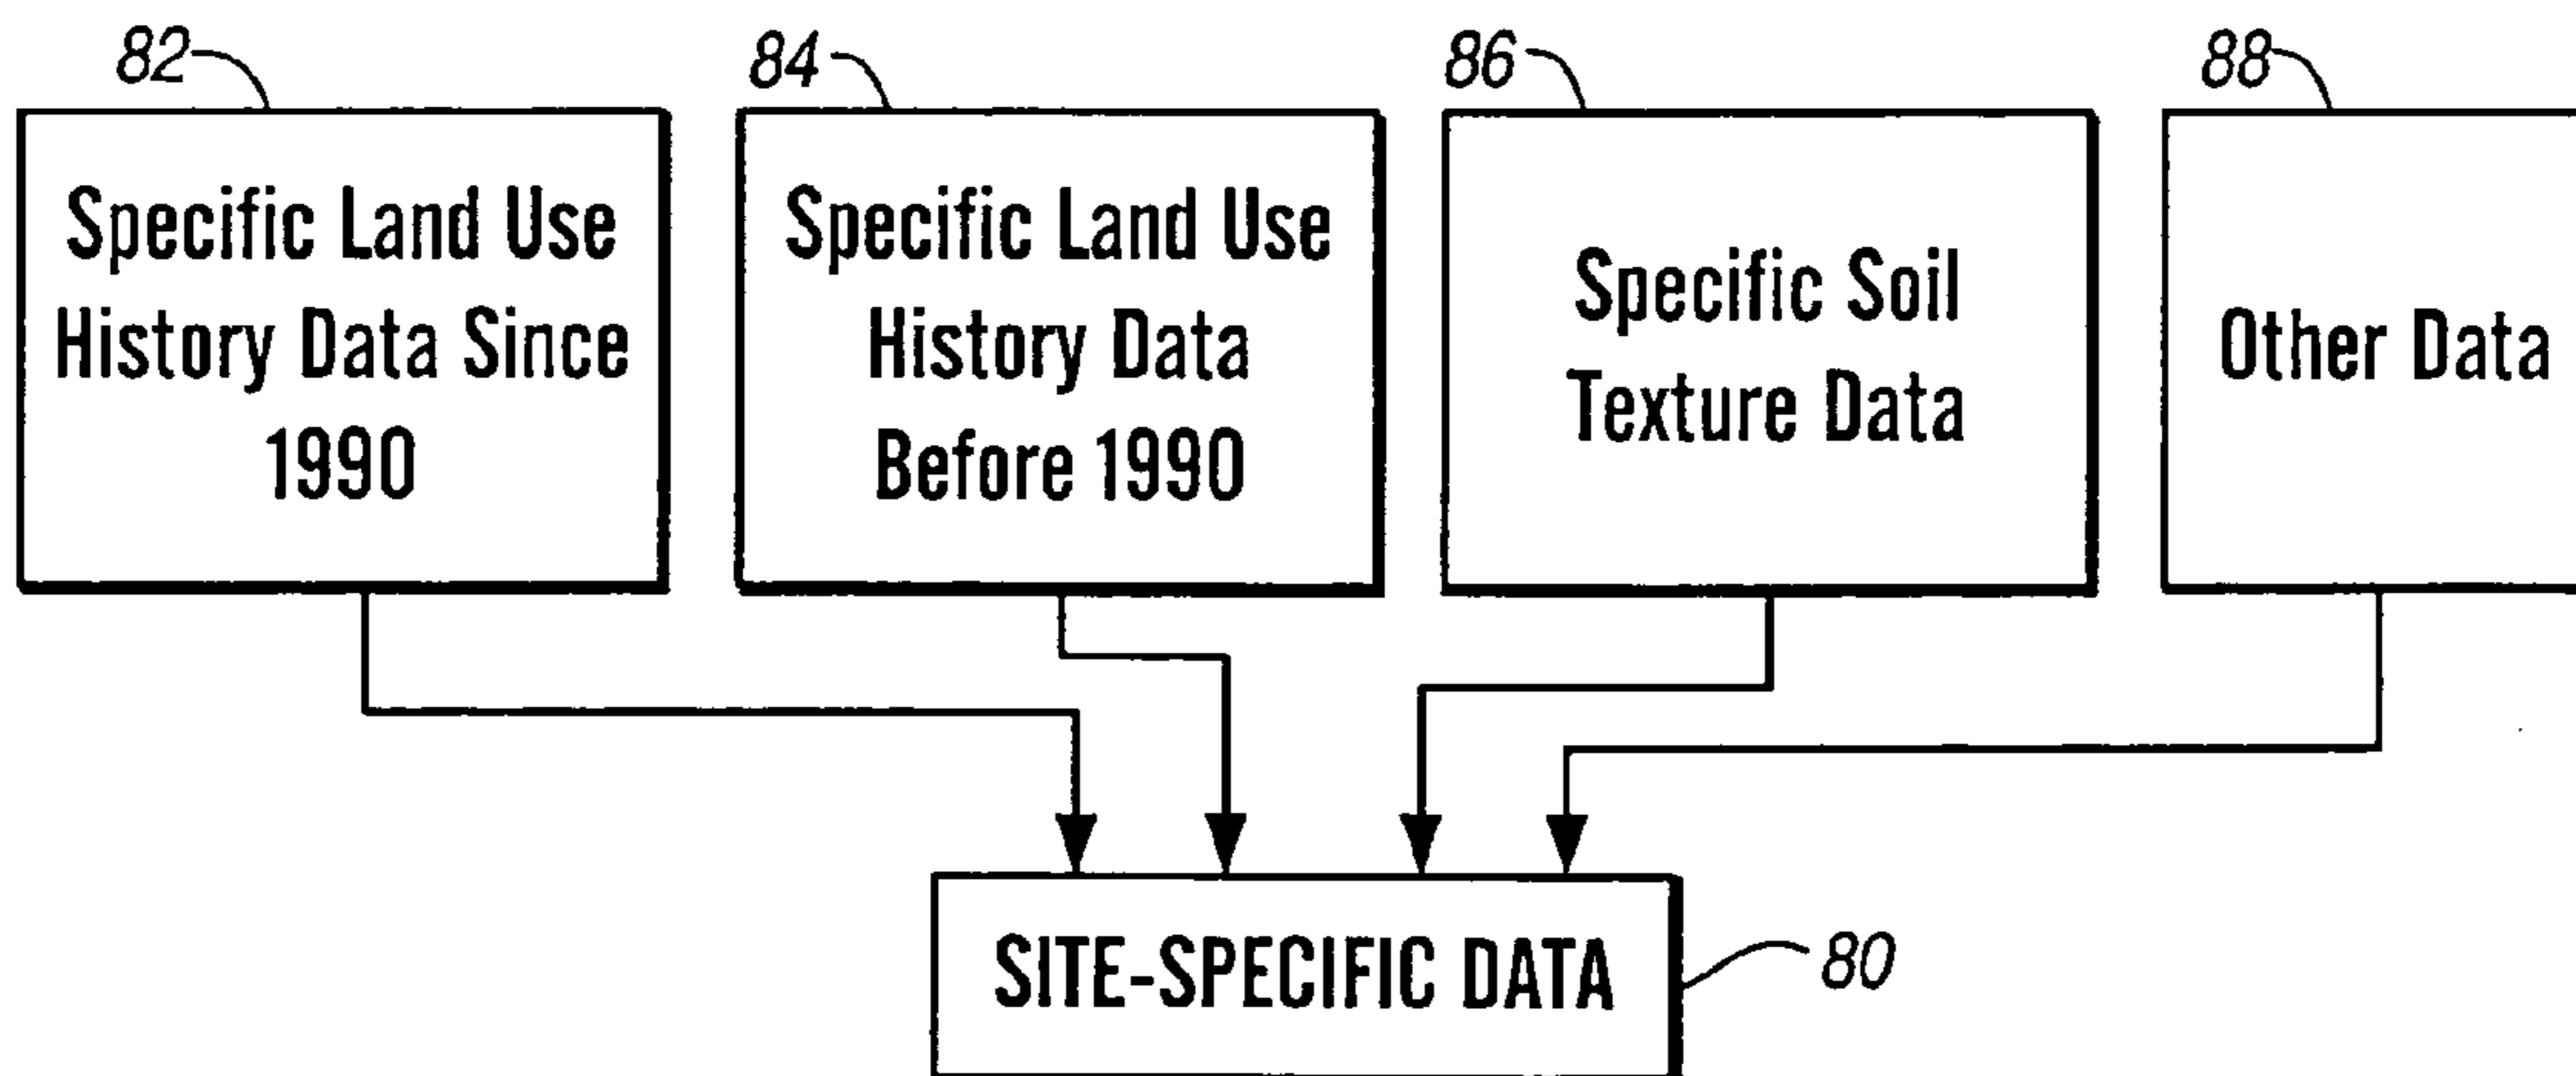 82
84
86
88
Specific Land Use
History Data Since
1990
Specific Land Use
History Data
Before 1990
Specific Soil
Texture Data
Other Data
SITE-SPECIFIC DATA
80